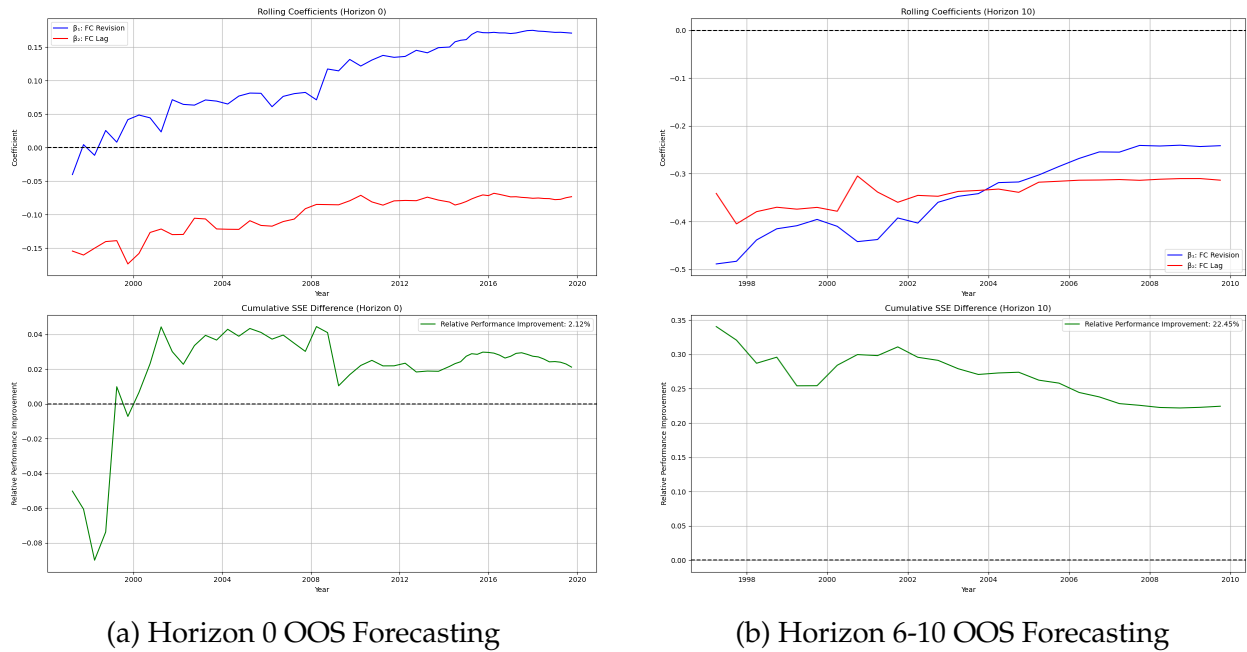 Rolling Coefficients (Horizon 0)
β₁: FC Revision
β₂: FC Lag
0.15
0.10
0.05
0.00
−0.05
−0.10
−0.15
Coefficient
2000
2004
2008
2012
2016
2020
Year
Cumulative SSE Difference (Horizon 0)
Relative Performance Improvement: 2.12%
0.04
0.02
0.00
−0.02
−0.04
−0.06
−0.08
Relative Performance Improvement
2000
2004
2008
2012
2016
2020
Year
(a) Horizon 0 OOS Forecasting
Rolling Coefficients (Horizon 10)
0.0
−0.1
−0.2
−0.3
−0.4
−0.5
Coefficient
β₁: FC Revision
β₂: FC Lag
1998
2000
2002
2004
2006
2008
2010
Year
Cumulative SSE Difference (Horizon 10)
Relative Performance Improvement: 22.45%
0.35
0.30
0.25
0.20
0.15
0.10
0.05
0.00
Relative Performance Improvement
1998
2000
2002
2004
2006
2008
2010
Year
(b) Horizon 6-10 OOS Forecasting